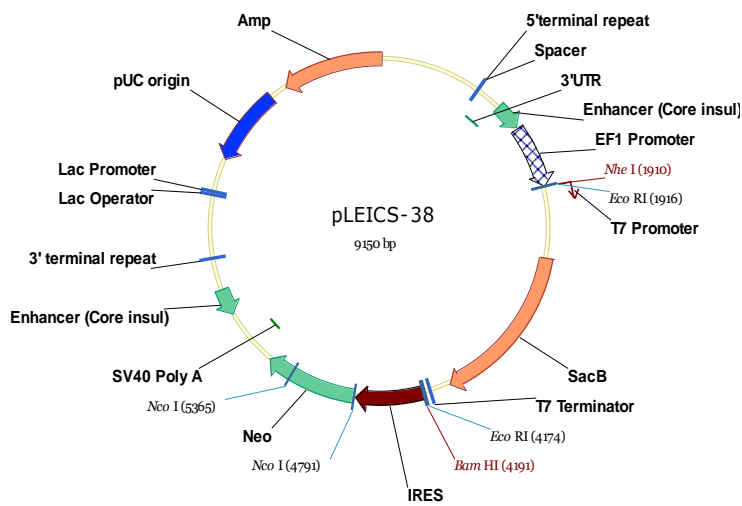 Amp
5'terminal repeat
Spacer
3'UTR
pUC origin
Enhancer (Core insul)
EF1 Promoter
Nhe I (1910)
Lac Promoter
Eco RI (1916)
Lac Operator
pLEICS-38
T7 Promoter
9150 bp
3' terminal repeat
Enhancer (Core insul)
SV40 Poly A
SacB
Nco I (5365)
T7 Terminator
Neo
Eco RI (4174)
Nco I (4791)
Bam HI (4191)
IRES